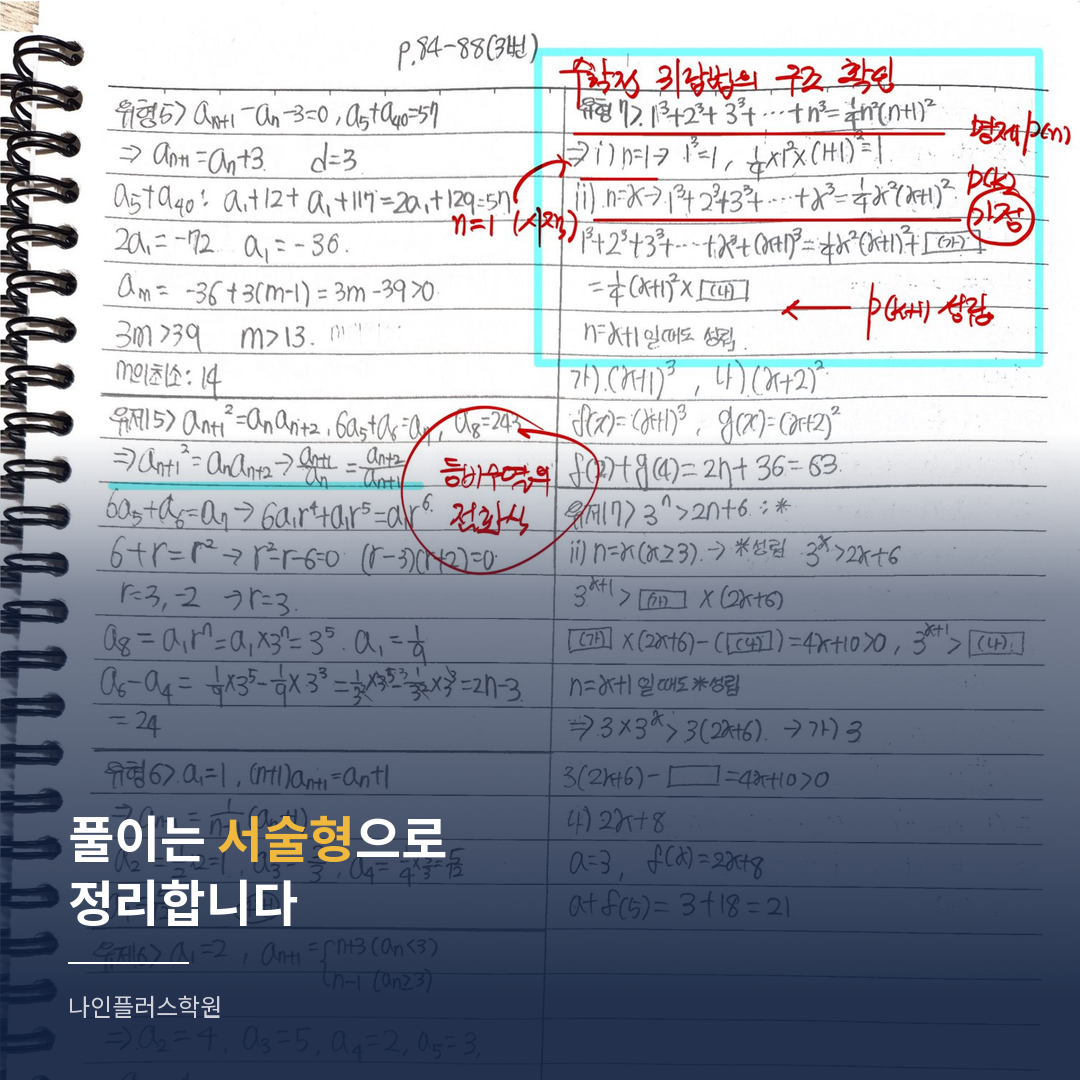 p.84-88(3번)
유형5> aₙ₊₁-aₙ-3=0, a₅+a₄₀=57
⇒ aₙ₊₁=aₙ+3 d=3
a₅+a₄₀: a₁+12+a₁+117=2a₁+129=57
2a₁=-72 a₁=-36.
aₘ= -36+3(m-1)=3m-39>0
3m>39 m>13.
m의최소: 14
유제5> aₙ₊₁²=aₙaₙ₊₂, 6a₅+a₆=a₇, a₈=243
⇒aₙ₊₁²=aₙaₙ₊₂→ aₙ₊₁/aₙ = aₙ₊₂/aₙ₊₁
등비수열의
점화식
6a₅+a₆=a₇ → 6a₁r⁴+a₁r⁵=a₁r⁶.
6+r=r² → r²-r-6=0 (r-3)(r+2)=0
r=3,-2 →r=3.
a₈=a₁r⁷=a₁×3⁷=3⁵. a₁=1/9
=24
유형6> a₁=1, (n+1)aₙ₊₁=aₙ+1
유제6> a₁=2, aₙ₊₁={n+3(aₙ<3)
n-1 (aₙ≥3)
⇒a₂=4, a₃=5, a₄=2, a₅=3,
수학적 귀납법의 구조 확인
유형7> 1³+2³+3³+⋯+n³=¼n²(n+1)²
명제 p(n)
⇒ i) n=1→ 1³=1, ¼×1²×(1+1)²=1
n=1 (시작)
ii) n=k→1³+2³+3³+⋯+k³=¼k²(k+1)²
가정
1³+2³+3³+⋯+k³+(k+1)³=¼k²(k+1)²+(가)
=¼(k+1)²×(나)
← p(k+1) 성립
n=k+1일때도 성립.
가).(k+1)³, 나).(k+2)²
f(k)=(k+1)³, g(k)=(k+2)²
f(2)+g(4)=27+36=63.
유제7> 3ⁿ>2n+6 : *
ii) n=k(k≥3). → *성립 3ᵏ>2k+6
3ᵏ⁺¹>(가)×(2k+6)
(가)×(2k+6)-((나))=4k+10>0, 3ᵏ⁺¹>(나).
n=k+1일때도*성립
⇒3×3ᵏ>3(2k+6). →가) 3
3(2k+6)-□=4k+10>0
나) 2k+8
a=3, f(k)=2k+8
a+f(5)=3+18=21
풀이는 서술형으로
정리합니다
나인플러스학원